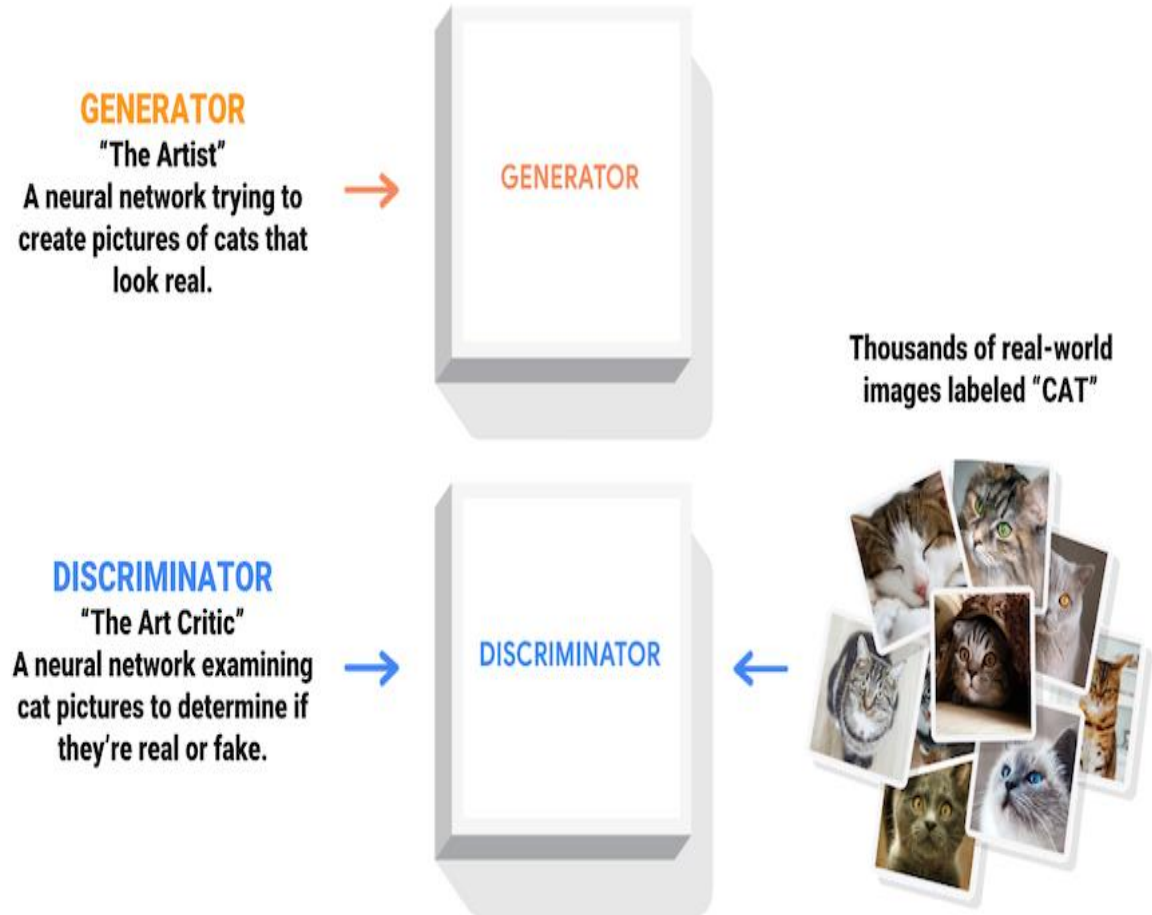 GENERATOR
“The Artist”
A neural network trying to
create pictures of cats that
look real.
GENERATOR
Thousands of real-world
images labeled “CAT”
DISCRIMINATOR
“The Art Critic”
A neural network examining
cat pictures to determine if
they’re real or fake.
DISCRIMINATOR